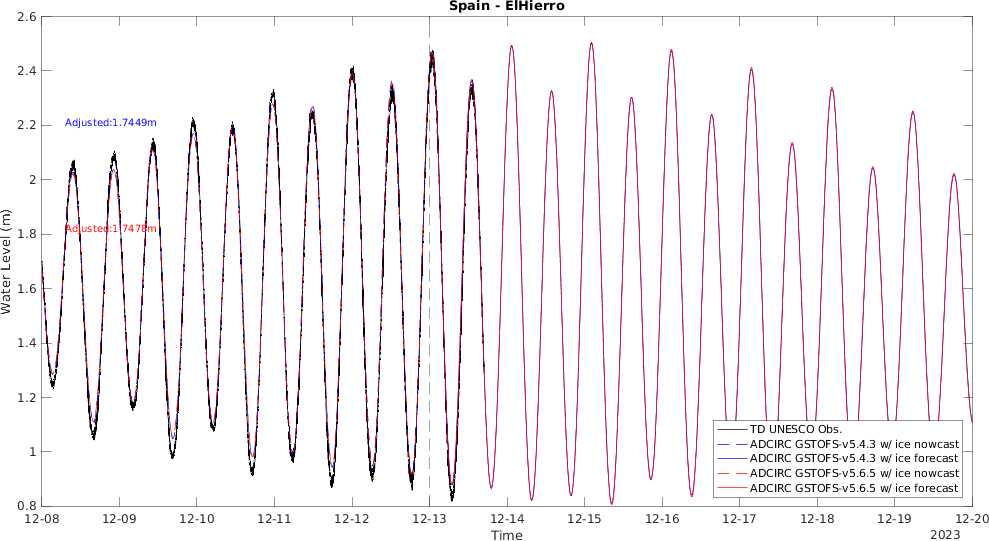 Spain - ElHierro
2.6
2.4
2.2
2
1.8
1.6
1.4
1.2
1
0.8
Water Level (m)
Adjusted:1.7449m
Adjusted:1.7478m
TD UNESCO Obs.
ADCIRC GSTOFS-v5.4.3 w/ ice nowcast
ADCIRC GSTOFS-v5.4.3 w/ ice forecast
ADCIRC GSTOFS-v5.6.5 w/ ice nowcast
ADCIRC GSTOFS-v5.6.5 w/ ice forecast
12-08 12-09 12-10 12-11 12-12 12-13 12-14 12-15 12-16 12-17 12-18 12-19 12-20
Time
2023